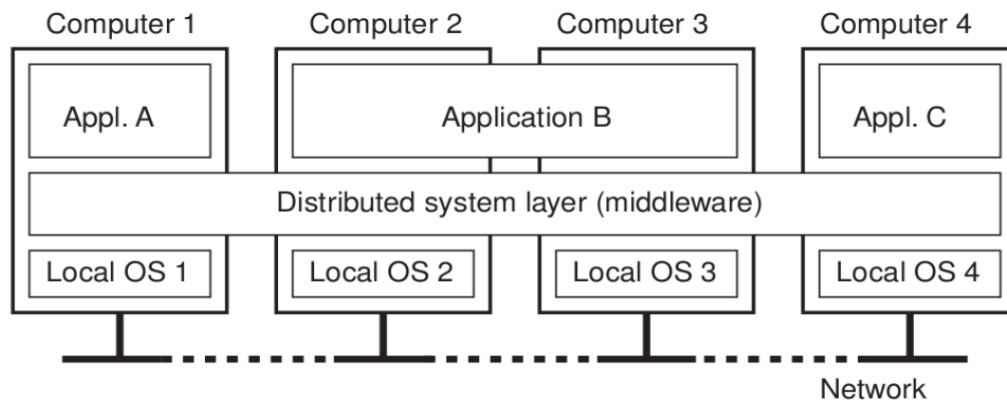 Computer 1
Computer 2
Computer 3
Computer 4
Appl. A
Application B
Appl. C
Distributed system layer (middleware)
Local OS 1
Local OS 2
Local OS 3
Local OS 4
Network